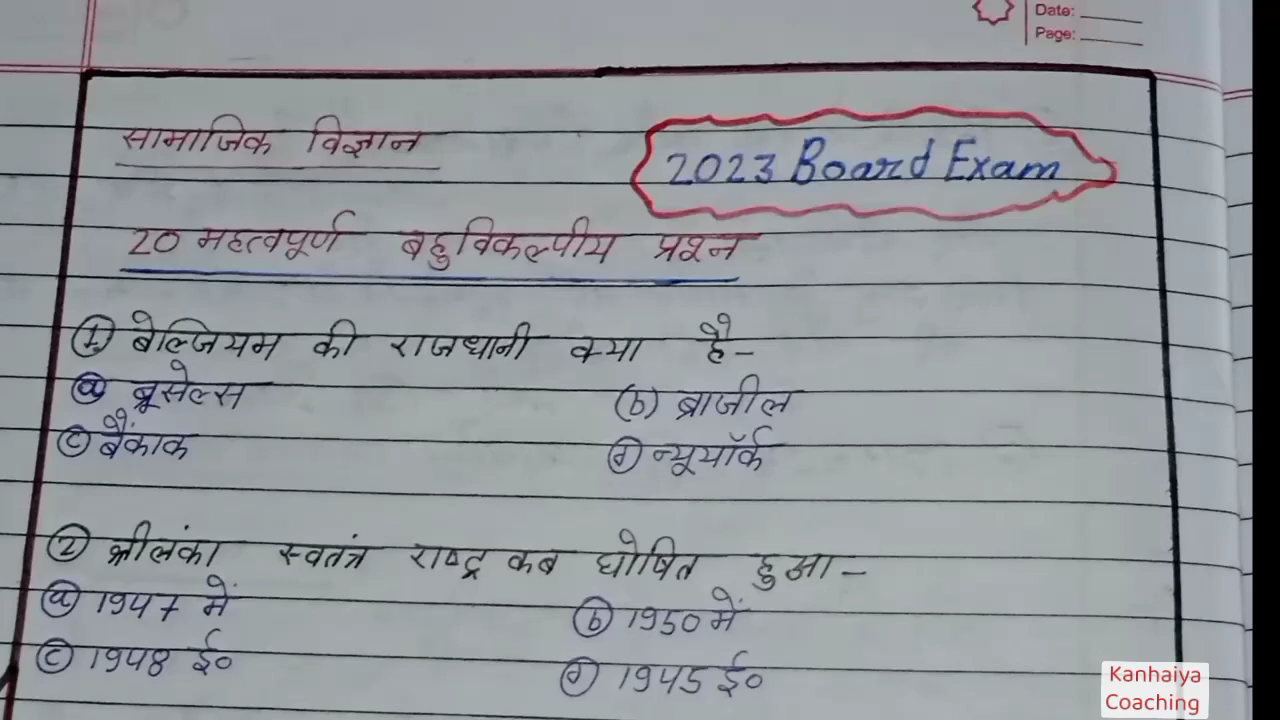 Date:
Page:
सामाजिक विज्ञान
2023 Board Exam
20 महत्वपूर्ण बहुविकल्पीय प्रश्न
① बेल्जियम की राजधानी क्या है-
ⓐ ब्रूसेल्स (b) ब्राजील
ⓒ बैंकाक ⓓ न्यूयॉर्क
② श्रीलंका स्वतंत्र राष्ट्र कब घोषित हुआ-
ⓐ 1947 में ⓑ 1950 में
ⓒ 1948 ई० ⓓ 1945 ई०
Kanhaiya
Coaching